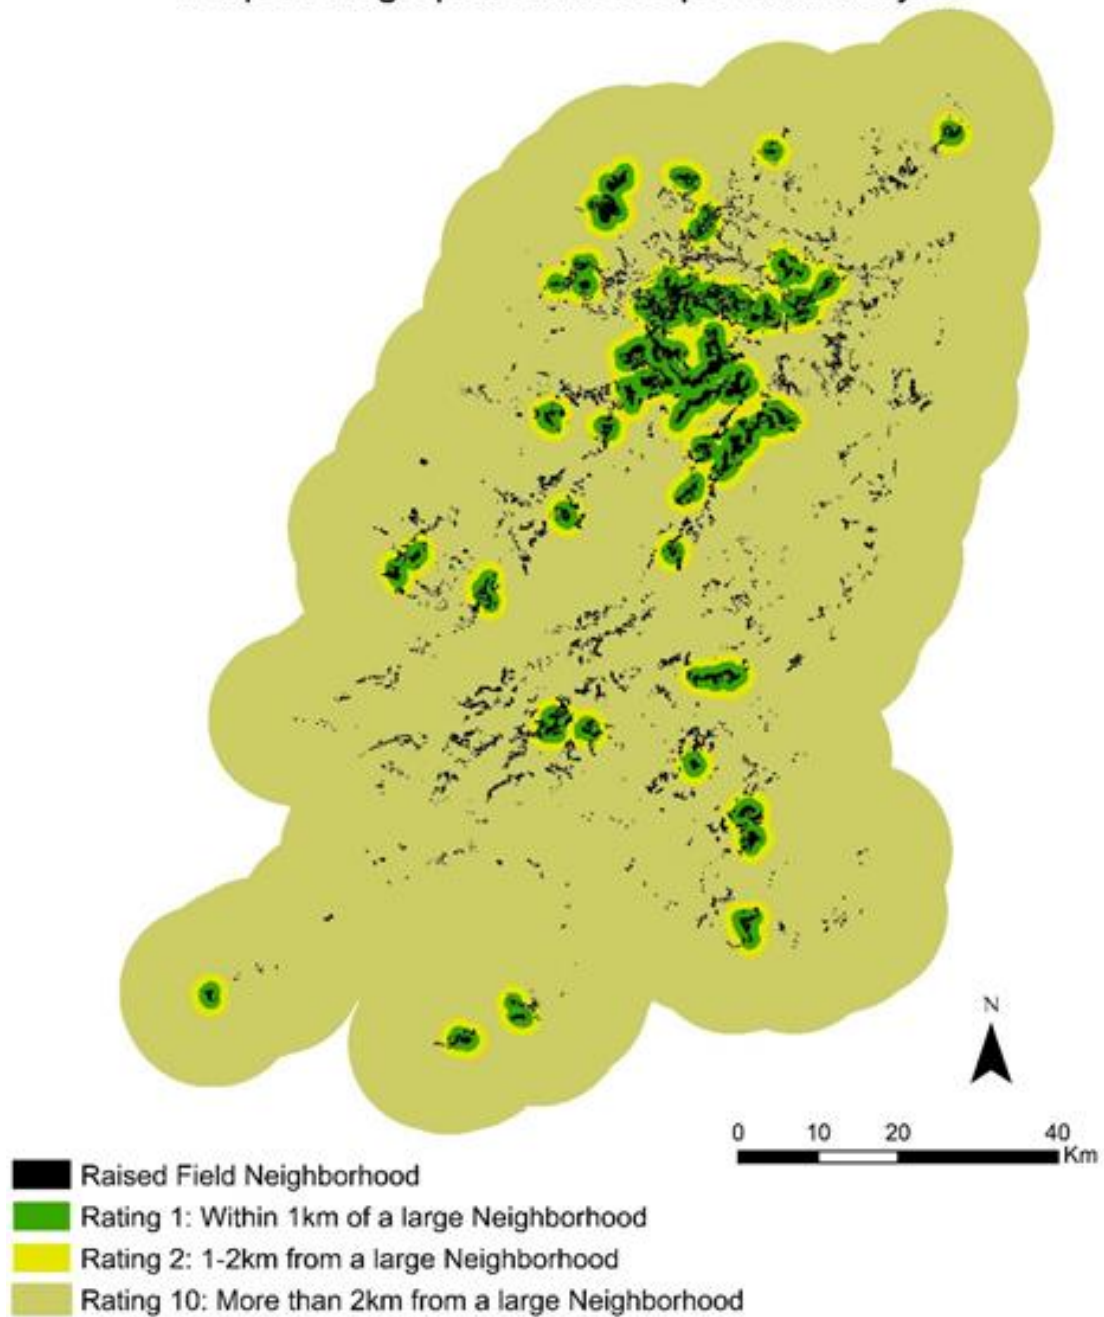 N
0 10 20 40
Km
Raised Field Neighborhood
Rating 1: Within 1km of a large Neighborhood
Rating 2: 1-2km from a large Neighborhood
Rating 10: More than 2km from a large Neighborhood